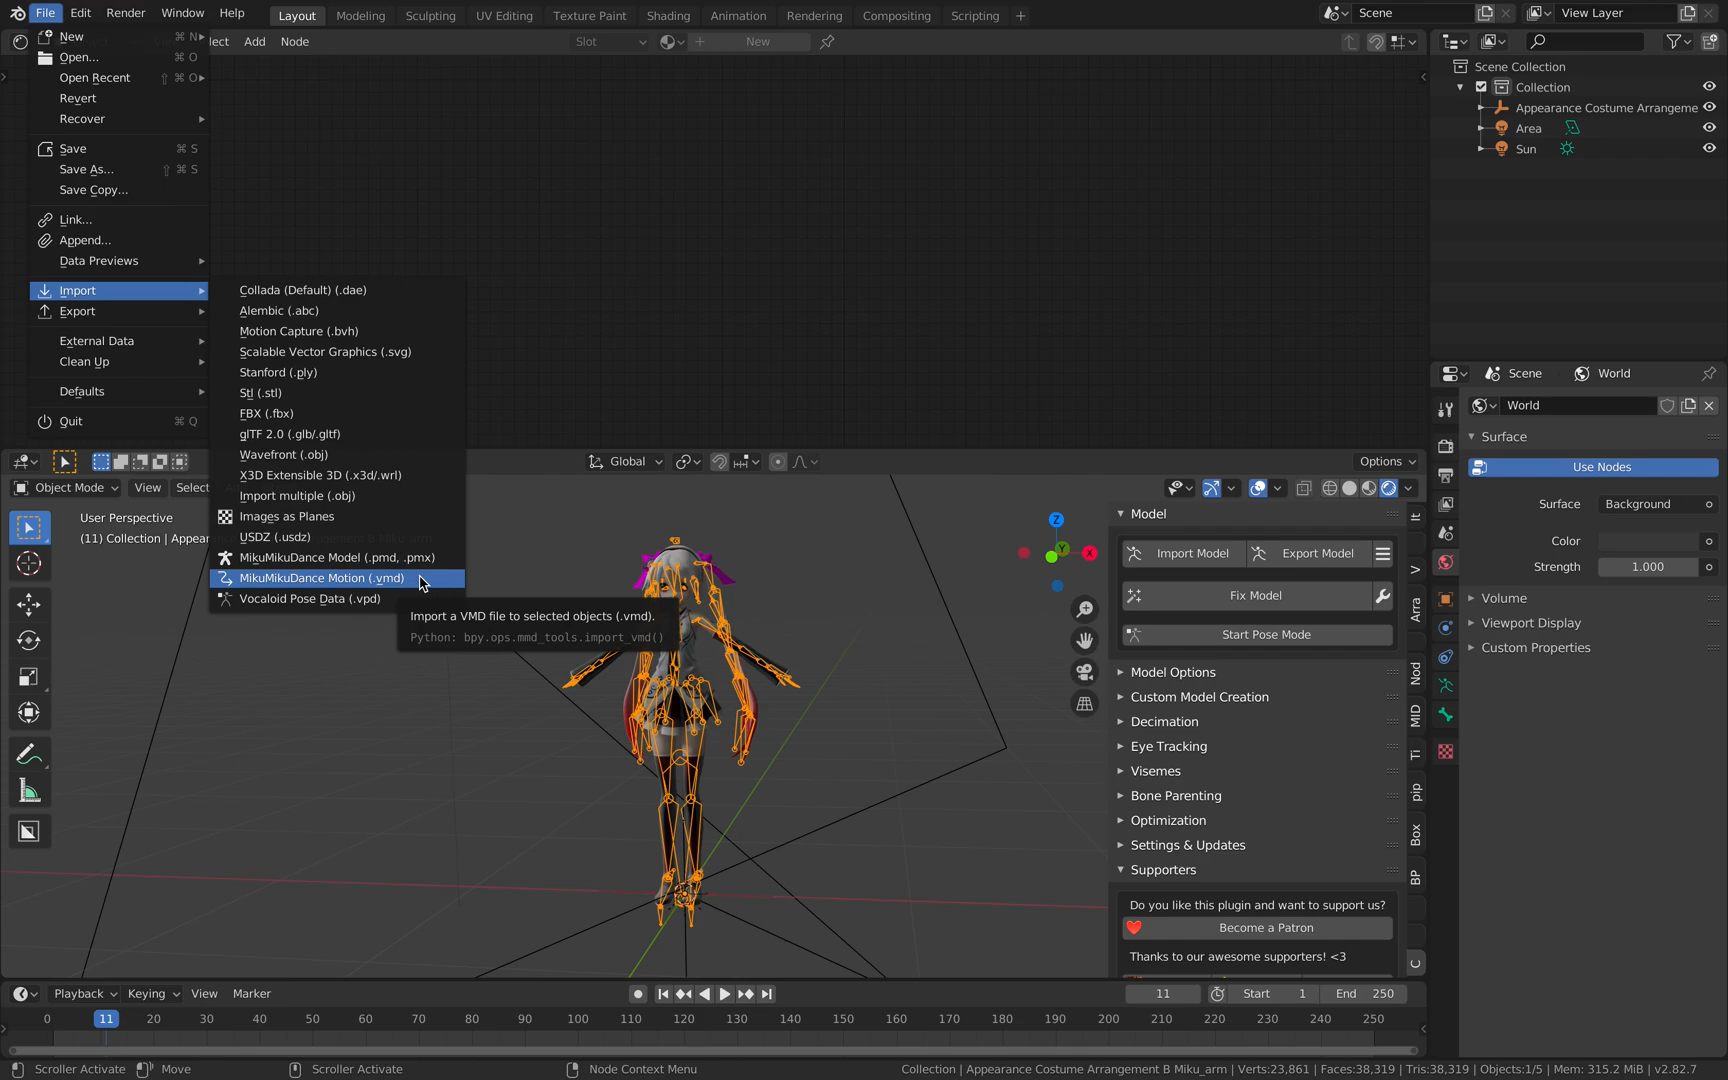 File Edit Render Window Help Layout Modeling Sculpting UV Editing Texture Paint Shading Animation Rendering Compositing Scripting + Scene View Layer
New ⌘ N
lect Add Node Slot New
Open... ⌘ O
Open Recent ⇧ ⌘ O
Revert
Recover
Save ⌘ S
Save As... ⇧ ⌘ S
Save Copy...
Link...
Append...
Data Previews
Import
Export
External Data
Clean Up
Defaults
Quit ⌘ Q
Collada (Default) (.dae)
Alembic (.abc)
Motion Capture (.bvh)
Scalable Vector Graphics (.svg)
Stanford (.ply)
Stl (.stl)
FBX (.fbx)
glTF 2.0 (.glb/.gltf)
Wavefront (.obj)
X3D Extensible 3D (.x3d/.wrl)
Import multiple (.obj)
Images as Planes
USDZ (.usdz)
MikuMikuDance Model (.pmd, .pmx)
MikuMikuDance Motion (.vmd)
Vocaloid Pose Data (.vpd)
Import a VMD file to selected objects (.vmd).
Python: bpy.ops.mmd_tools.import_vmd()
Scene Collection
Collection
Appearance Costume Arrangeme
Area
Sun
Scene World
World
Surface
Use Nodes
Surface Background
Color
Strength 1.000
Volume
Viewport Display
Custom Properties
Global Options
Object Mode View Select
User Perspective
(11) Collection | Appear
Z
Y
X
Model
Import Model Export Model
Fix Model
Start Pose Mode
Model Options
Custom Model Creation
Decimation
Eye Tracking
Visemes
Bone Parenting
Optimization
Settings & Updates
Supporters
Do you like this plugin and want to support us?
Become a Patron
Thanks to our awesome supporters! <3
It
V
Arra
Nod
MID
Ti
pip
Box
BP
C
Playback Keying View Marker 11 Start 1 End 250
0 11 20 30 40 50 60 70 80 90 100 110 120 130 140 150 160 170 180 190 200 210 220 230 240 250
Scroller Activate Move Scroller Activate Node Context Menu Collection | Appearance Costume Arrangement B Miku_arm | Verts:23,861 | Faces:38,319 | Tris:38,319 | Objects:1/5 | Mem: 315.2 MiB | v2.82.7